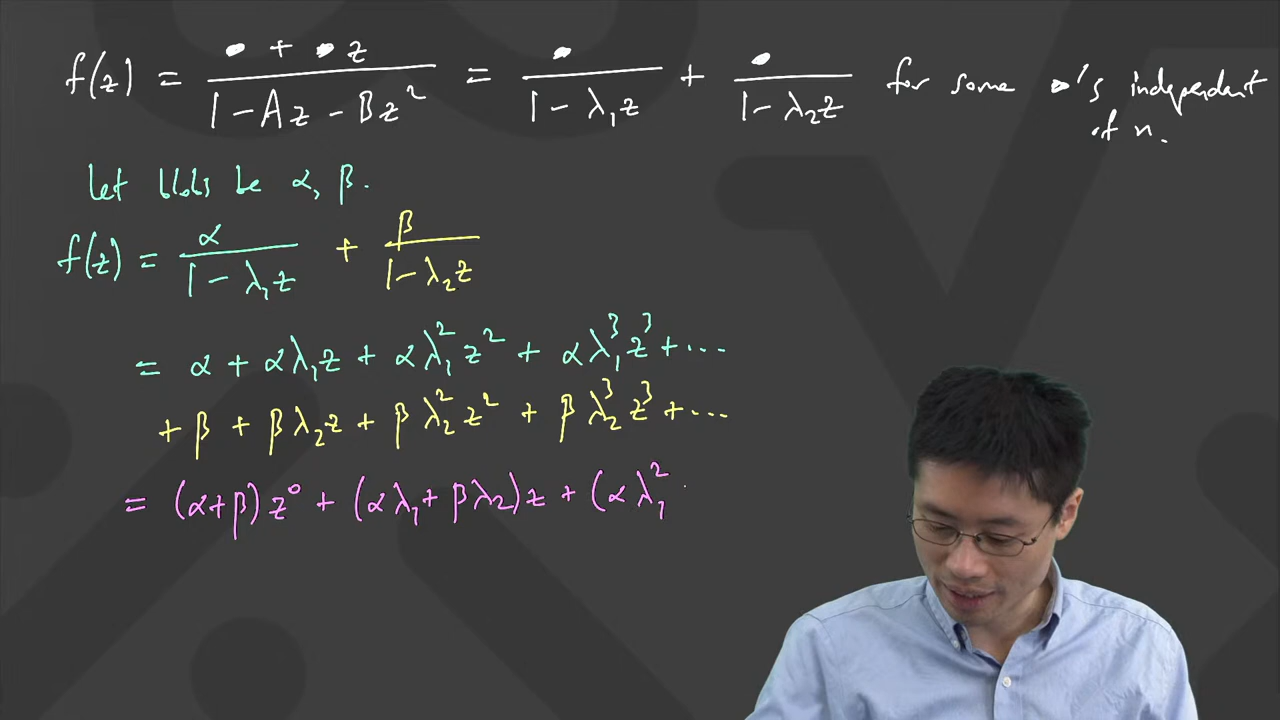 f(z) = (• + •z)/(1 − Az − Bz²) = •/(1 − λ₁z) + •/(1 − λ₂z) for some •'s independant
of n.
Let blobs be α, β.
f(z) = α/(1 − λ₁z) + β/(1 − λ₂z)
= α + αλ₁z + αλ₁²z² + αλ₁³z³ + ....
+ β + βλ₂z + βλ₂²z² + βλ₂³z³ + ....
= (α+β)z⁰ + (αλ₁ + βλ₂)z + (αλ₁²